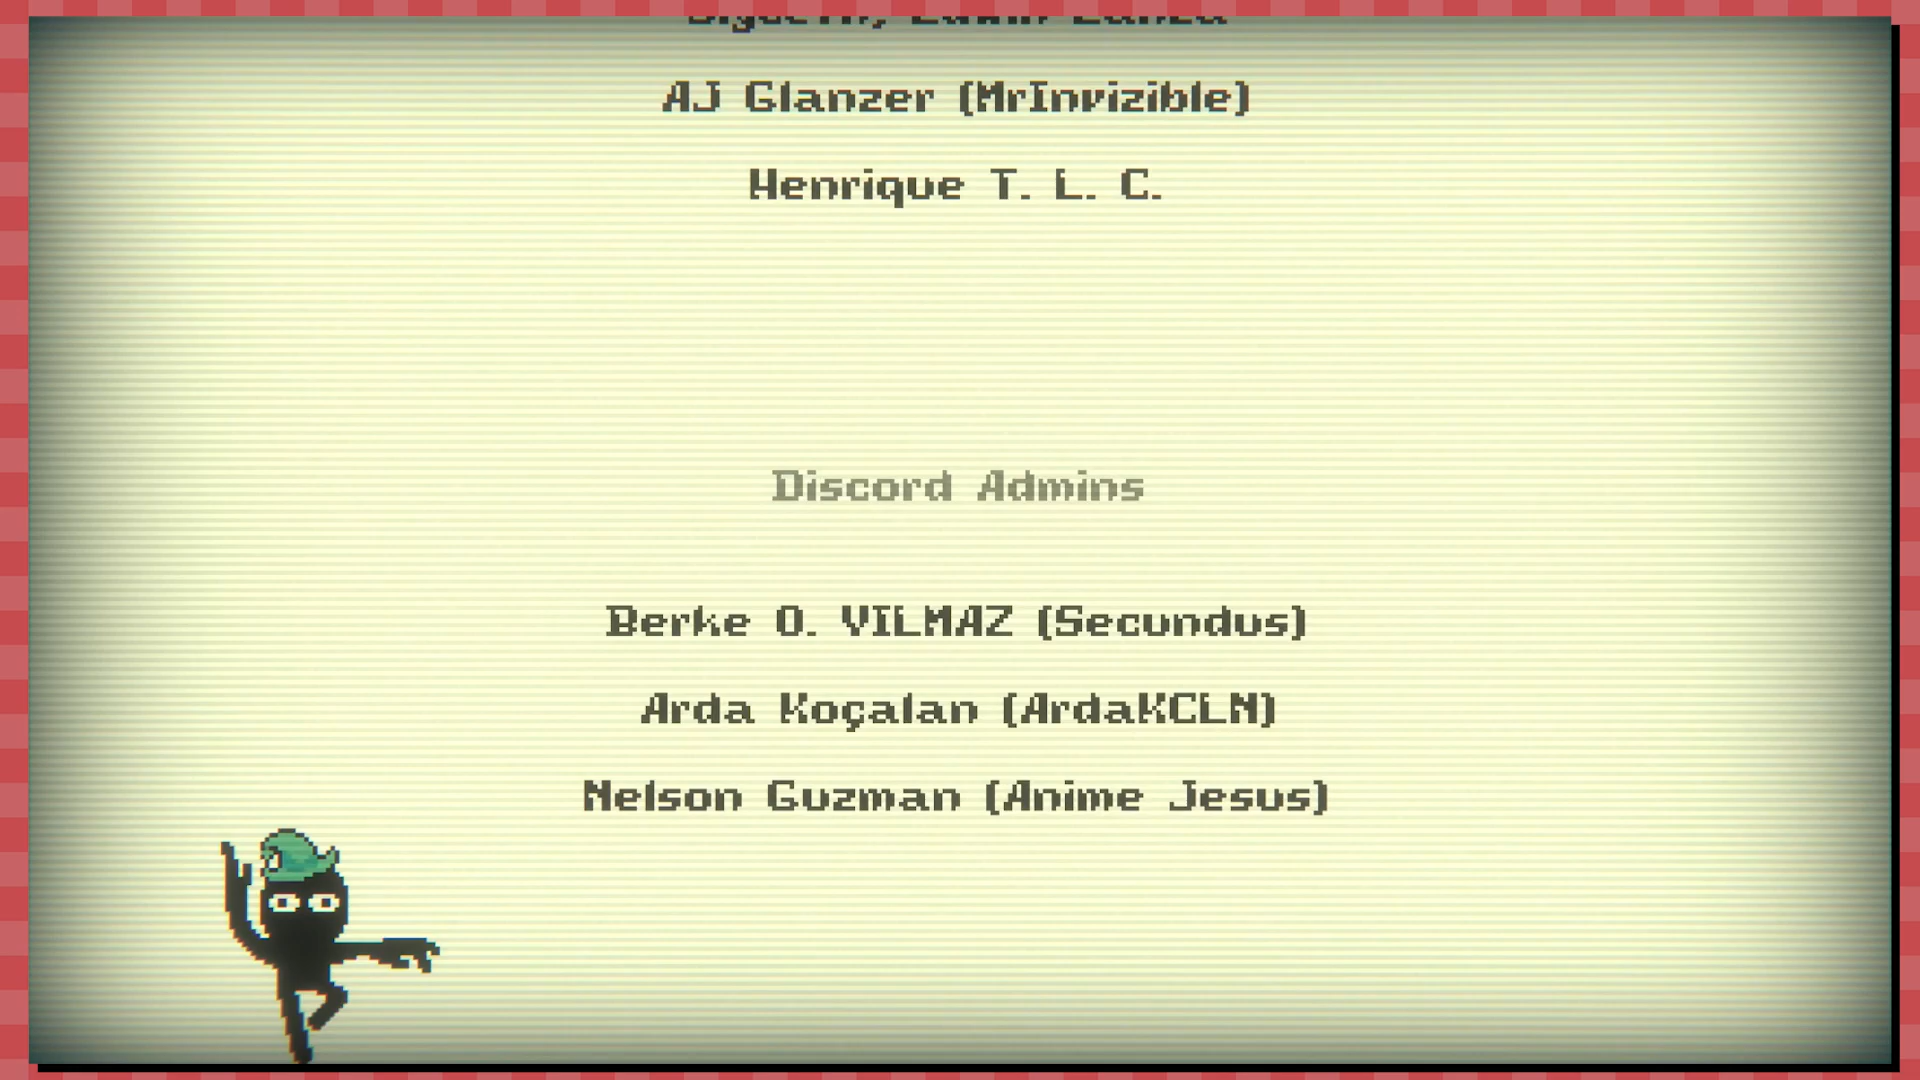 AJ Glanzer (MrInvizible)
Henrique T. L. C.
Discord Admins
Berke O. YILMAZ (Secundus)
Arda Koçalan (ArdaKCLN)
Nelson Guzman (Anime Jesus)